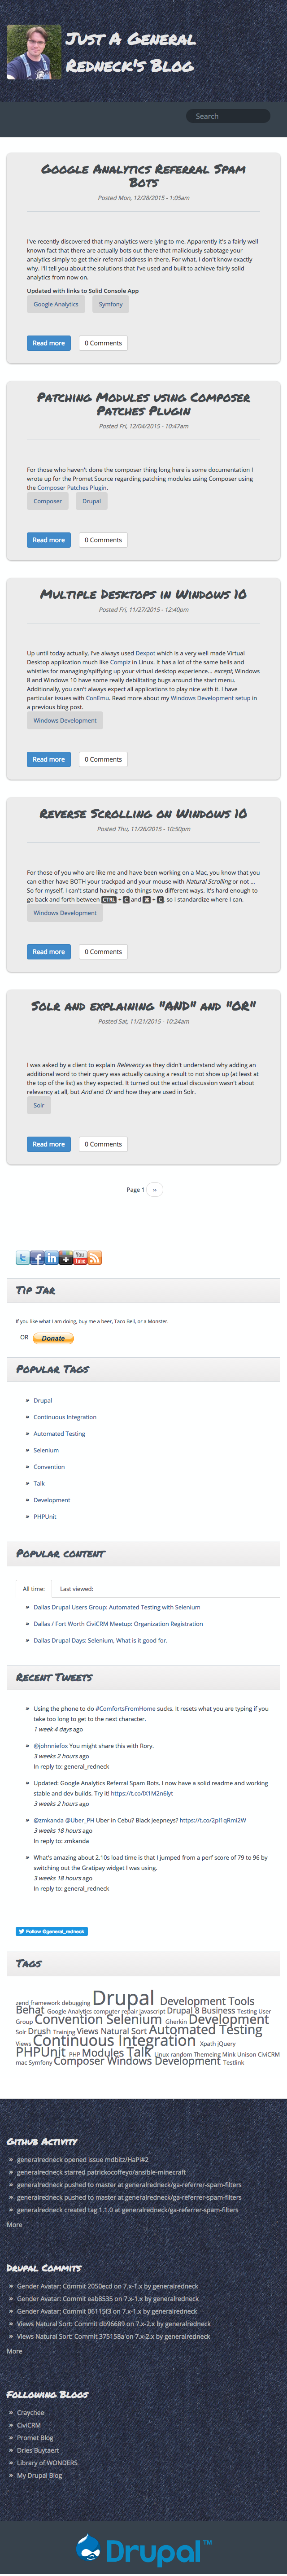 Just A General
Redneck's Blog
Search
Google Analytics Referral Spam
Bots
Posted Mon, 12/28/2015 - 1:05am
I've recently discovered that my analytics were lying to me. Apparently it's a fairly well
known fact that there are actually bots out there that maliciously sabotage your
analytics simply to get their referral address in there. For what, I don't know exactly
why. I'll tell you about the solutions that I've used and built to achieve fairly solid
analytics from now on.
Updated with links to Solid Console App
Google Analytics Symfony
Read more 0 Comments
Patching Modules using Composer
Patches Plugin
Posted Fri, 12/04/2015 - 10:47am
For those who haven't done the composer thing long here is some documentation I
wrote up for the Promet Source regarding patching modules using Composer using
the Composer Patches Plugin.
Composer Drupal
Read more 0 Comments
Multiple Desktops in Windows 10
Posted Fri, 11/27/2015 - 12:40pm
Up until today actually, I've always used Dexpot which is a very well made Virtual
Desktop application much like Compiz in Linux. It has a lot of the same bells and
whistles for managing/spiffying up your virtual desktop experience... except, Windows
8 and Windows 10 have some really debilitating bugs around the start menu.
Additionally, you can't always expect all applications to play nice with it. I have
particular issues with ConEmu. Read more about my Windows Development setup in
a previous blog post.
Windows Development
Read more 0 Comments
Reverse Scrolling on Windows 10
Posted Thu, 11/26/2015 - 10:50pm
For those of you who are like me and have been working on a Mac, you know that you
can either have BOTH your trackpad and your mouse with Natural Scrolling or not ...
So for myself, I can't stand having to do things two different ways. It's hard enough to
go back and forth between CTRL + C and ⌘ + C. so I standardize where I can.
Windows Development
Read more 0 Comments
Solr and explaining "AND" and "OR"
Posted Sat, 11/21/2015 - 10:24am
I was asked by a client to explain Relevancy as they didn't understand why adding an
additional word to their query was actually causing a result to not show up (at least at
the top of the list) as they expected. It turned out the actual discussion wasn't about
relevancy at all, but And and Or and how they are used in Solr.
Solr
Read more 0 Comments
Page 1 ››
You
Tube
Tip Jar
If you like what I am doing, buy me a beer, Taco Bell, or a Monster.
OR Donate
Popular Tags
Drupal
Continuous Integration
Automated Testing
Selenium
Convention
Talk
Development
PHPUnit
Popular content
All time: Last viewed:
Dallas Drupal Users Group: Automated Testing with Selenium
Dallas / Fort Worth CiviCRM Meetup: Organization Registration
Dallas Drupal Days: Selenium, What is it good for.
Recent Tweets
Using the phone to do #ComfortsFromHome sucks. It resets what you are typing if you
take too long to get to the next character.
1 week 4 days ago
@johnniefox You might share this with Rory.
3 weeks 2 hours ago
In reply to: general_redneck
Updated: Google Analytics Referral Spam Bots. I now have a solid readme and working
stable and dev builds. Try it! https://t.co/lX1M2n6lyt
3 weeks 2 hours ago
@zmkanda @Uber_PH Uber in Cebu? Black Jeepneys? https://t.co/2pl1qRmi2W
3 weeks 18 hours ago
In reply to: zmkanda
What's amazing about 2.10s load time is that I jumped from a perf score of 79 to 96 by
switching out the Gratipay widget I was using.
3 weeks 18 hours ago
In reply to: general_redneck
Follow @general_redneck
Tags
zend framework debugging Drupal Development Tools
Behat Google Analytics computer repair Javascript Drupal 8 Business Testing User
Group Convention Selenium Gherkin Development
Solr Drush Training Views Natural Sort Automated Testing
Views Continuous Integration Xpath jQuery
PHPUnit PHP Modules Talk Linux random Themeing Mink Unison CiviCRM
mac Symfony Composer Windows Development Testlink
Github Activity
generalredneck opened issue mdbitz/HaPi#2
generalredneck starred patrickocoffeyo/ansible-minecraft
generalredneck pushed to master at generalredneck/ga-referrer-spam-filters
generalredneck pushed to master at generalredneck/ga-referrer-spam-filters
generalredneck created tag 1.1.0 at generalredneck/ga-referrer-spam-filters
More
Drupal Commits
Gender Avatar: Commit 2050ecd on 7.x-1.x by generalredneck
Gender Avatar: Commit eab8535 on 7.x-1.x by generalredneck
Gender Avatar: Commit 06115f3 on 7.x-1.x by generalredneck
Views Natural Sort: Commit db96689 on 7.x-2.x by generalredneck
Views Natural Sort: Commit 375158a on 7.x-2.x by generalredneck
More
Following Blogs
Craychee
CiviCRM
Promet Blog
Dries Buytaert
Library of WONDERS
My Drupal Blog
Drupal™